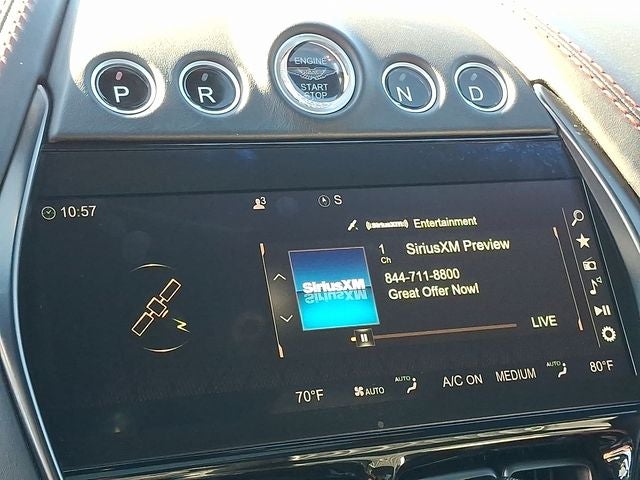 P R ENGINE START STOP N D
10:57
3
S
((SiriusXM)) Entertainment
1 SiriusXM Preview
Ch
844-711-8800
Great Offer Now!
SiriusXM
LIVE
70°F AUTO AUTO A/C ON MEDIUM AUTO 80°F